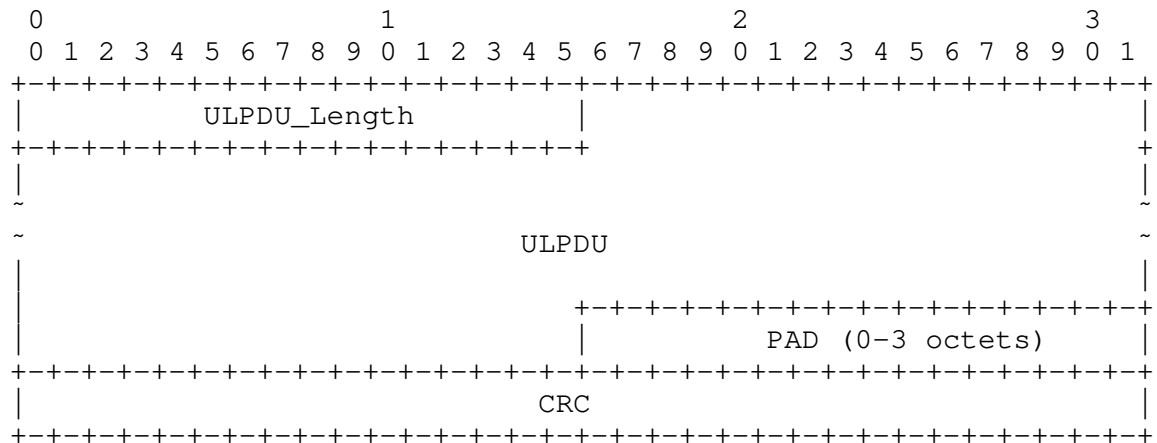 0                   1                   2                   3
 0 1 2 3 4 5 6 7 8 9 0 1 2 3 4 5 6 7 8 9 0 1 2 3 4 5 6 7 8 9 0 1
+-+-+-+-+-+-+-+-+-+-+-+-+-+-+-+-+-+-+-+-+-+-+-+-+-+-+-+-+-+-+-+-+
|          ULPDU_Length         |                               |
+-+-+-+-+-+-+-+-+-+-+-+-+-+-+-+-+                               +
|                                                               |
~                                                               ~
~                            ULPDU                              ~
|                                                               |
|                               +-+-+-+-+-+-+-+-+-+-+-+-+-+-+-+-+
|                               |          PAD (0-3 octets)     |
+-+-+-+-+-+-+-+-+-+-+-+-+-+-+-+-+-+-+-+-+-+-+-+-+-+-+-+-+-+-+-+-+
|                             CRC                               |
+-+-+-+-+-+-+-+-+-+-+-+-+-+-+-+-+-+-+-+-+-+-+-+-+-+-+-+-+-+-+-+-+